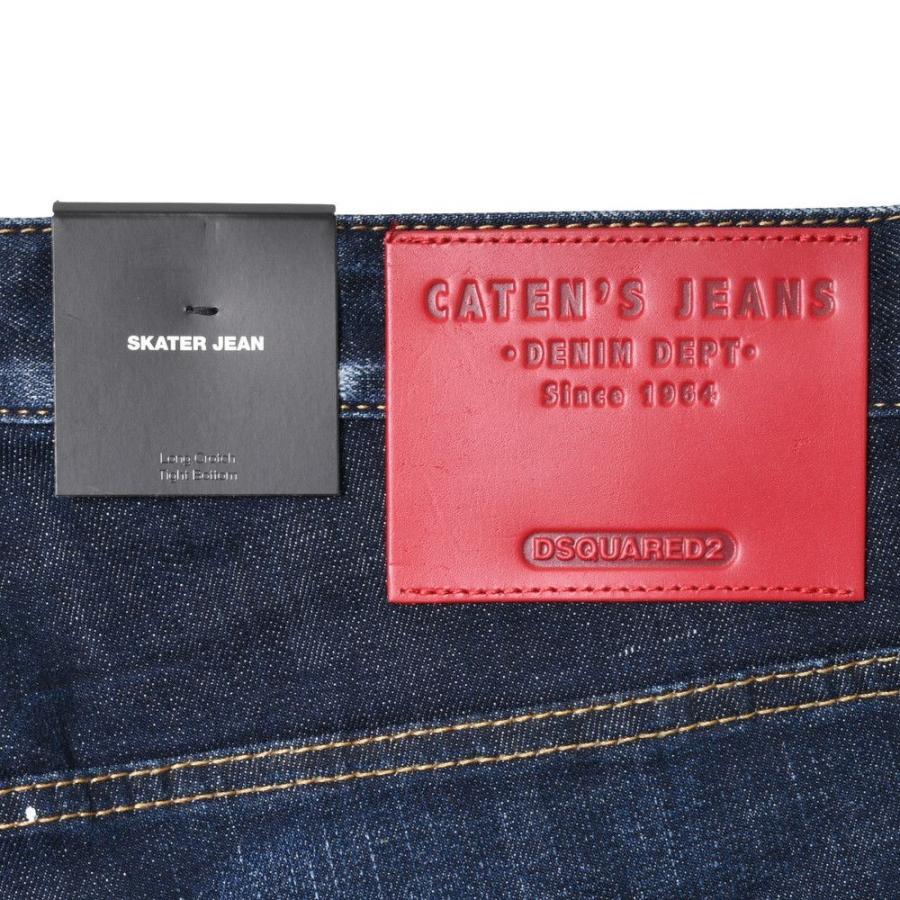 SKATER JEAN
Long Crotch
Tight Bottom
CATEN'S JEANS
•DENIM DEPT•
Since 1964
DSQUARED2